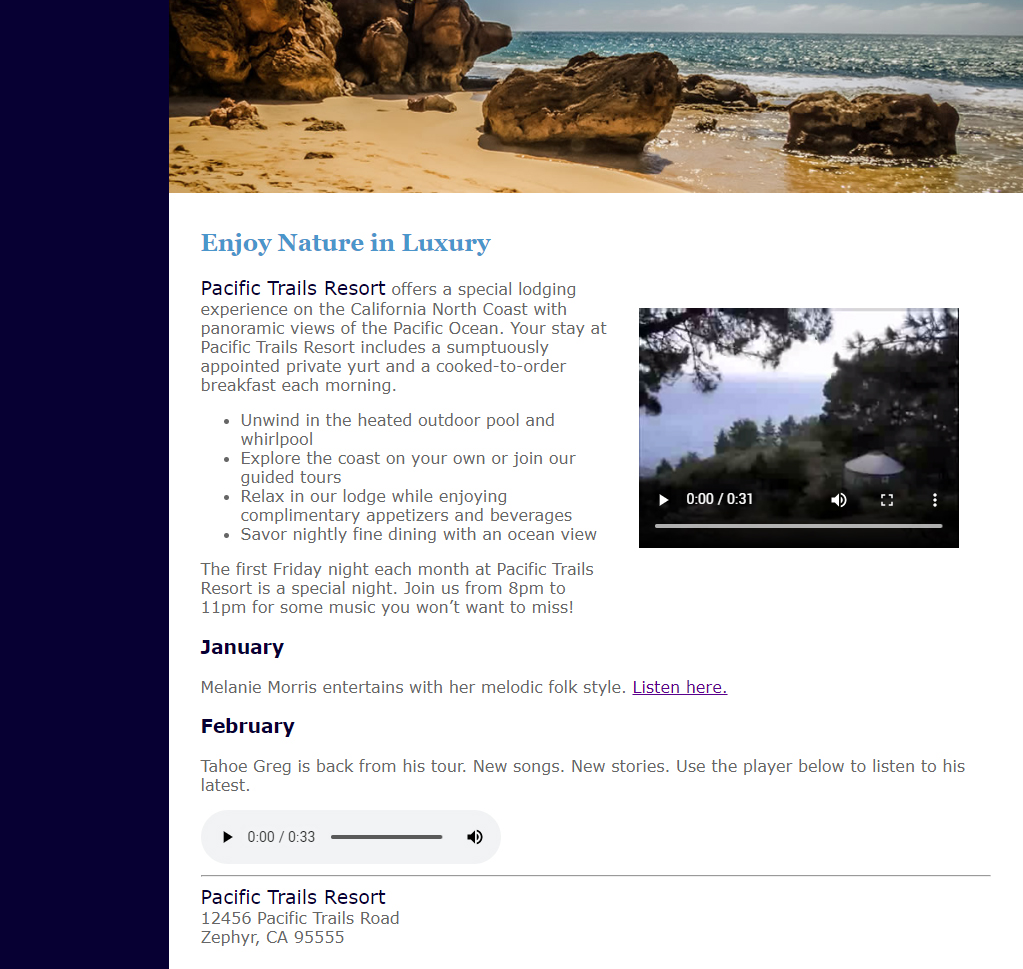 Enjoy Nature in Luxury
Pacific Trails Resort offers a special lodging
experience on the California North Coast with
panoramic views of the Pacific Ocean. Your stay at
Pacific Trails Resort includes a sumptuously
appointed private yurt and a cooked-to-order
breakfast each morning.
• Unwind in the heated outdoor pool and
whirlpool
• Explore the coast on your own or join our
guided tours
• Relax in our lodge while enjoying
complimentary appetizers and beverages
• Savor nightly fine dining with an ocean view
0:00 / 0:31
The first Friday night each month at Pacific Trails
Resort is a special night. Join us from 8pm to
11pm for some music you won’t want to miss!
January
Melanie Morris entertains with her melodic folk style. Listen here.
February
Tahoe Greg is back from his tour. New songs. New stories. Use the player below to listen to his
latest.
0:00 / 0:33
Pacific Trails Resort
12456 Pacific Trails Road
Zephyr, CA 95555